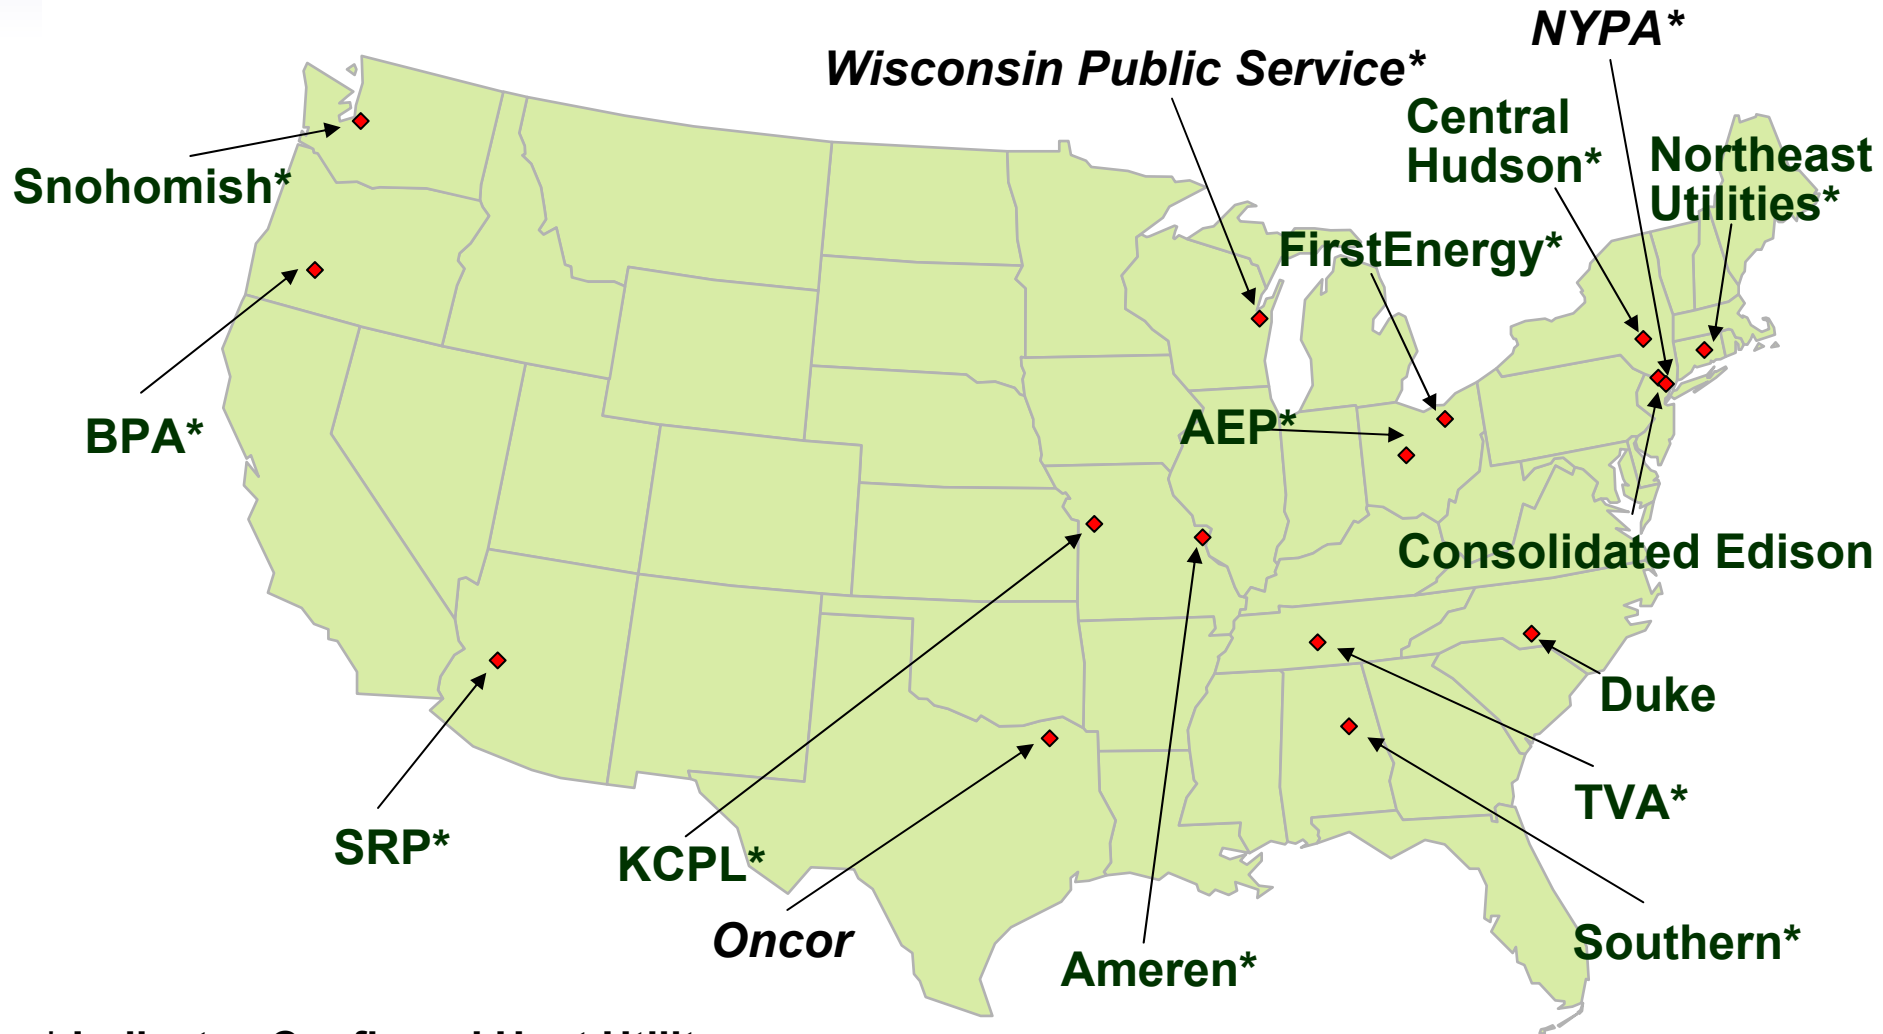 NYPA*
Wisconsin Public Service*
Central
Hudson*
Northeast
Utilities*
Snohomish*
FirstEnergy*
BPA*
AEP*
Consolidated Edison
Duke
TVA*
SRP*
KCPL*
Oncor
Ameren*
Southern*